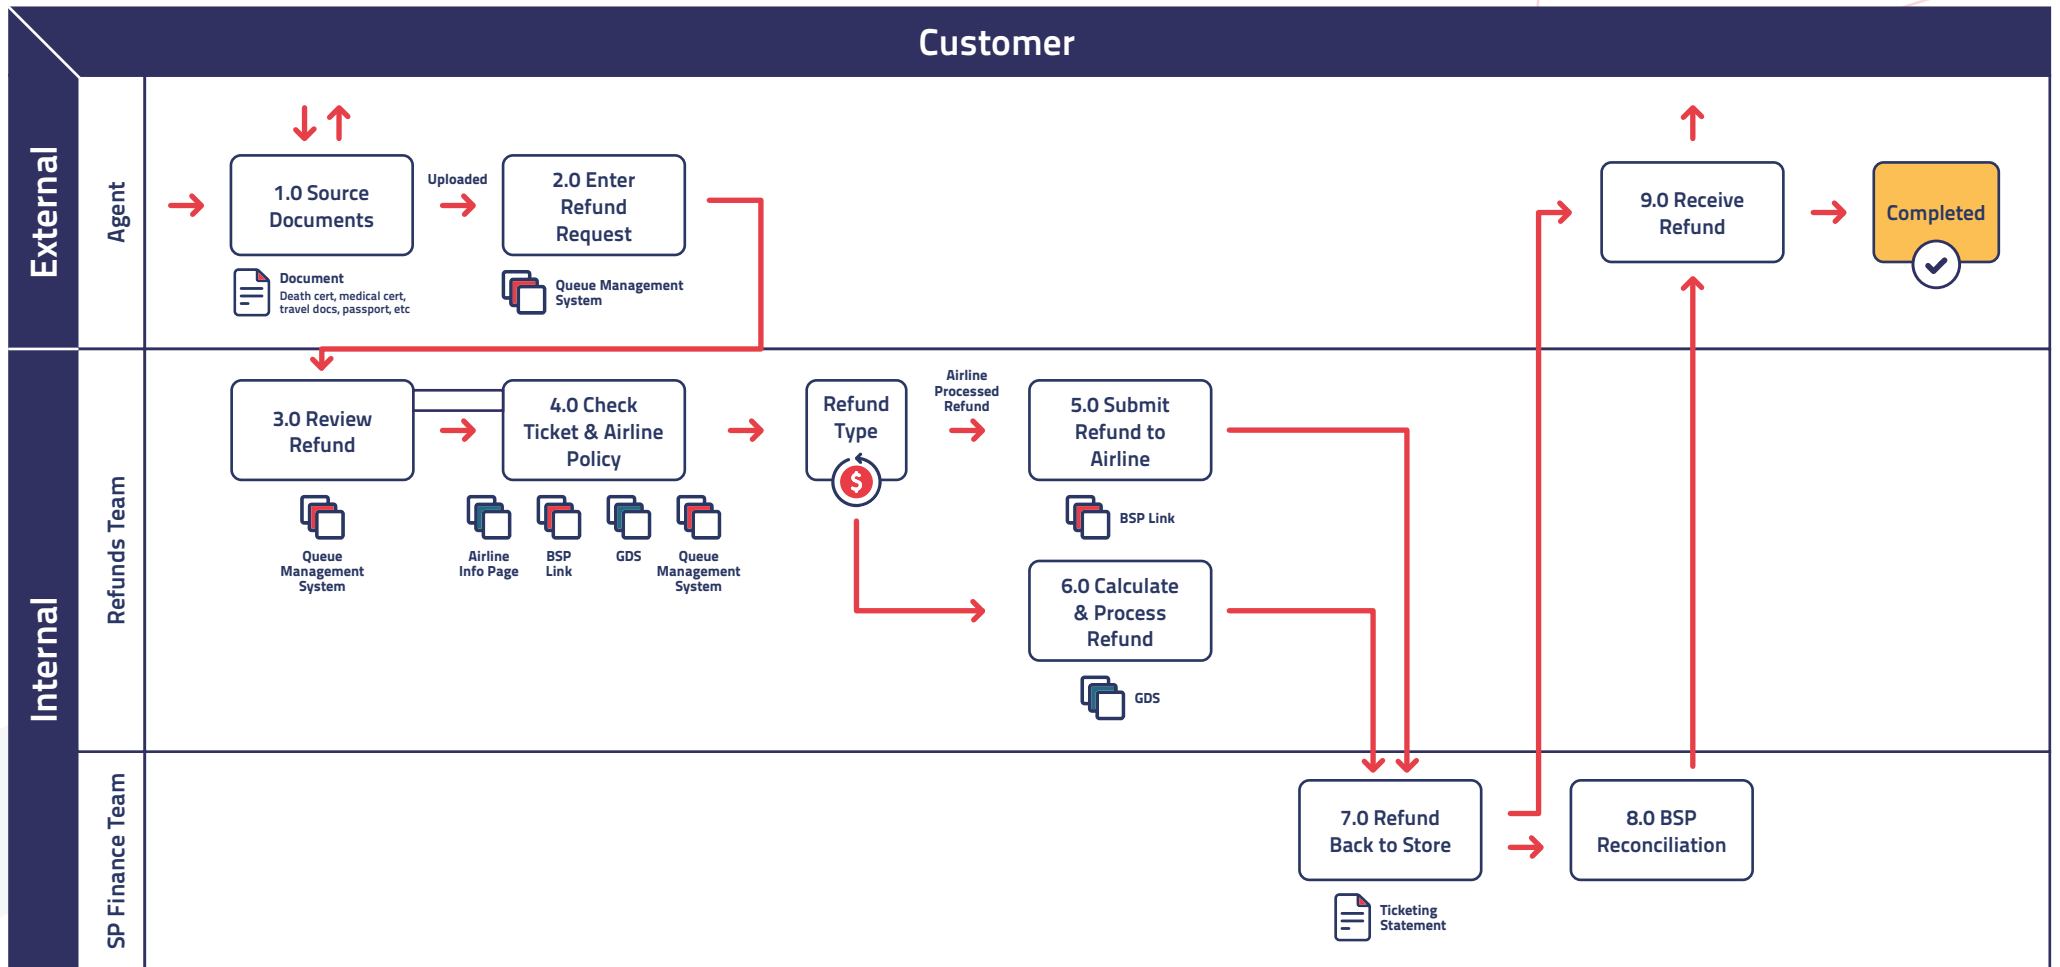 Customer
External
Agent
1.0 Source
Documents
Document
Death cert, medical cert,
travel docs, passport, etc
Uploaded
2.0 Enter
Refund
Request
Queue Management
System
9.0 Receive
Refund
Completed
Internal
Refunds Team
3.0 Review
Refund
Queue
Management
System
4.0 Check
Ticket & Airline
Policy
Airline
Info Page
BSP
Link
GDS
Queue
Management
System
Refund
Type
$
Airline
Processed
Refund
5.0 Submit
Refund to
Airline
BSP Link
6.0 Calculate
& Process
Refund
GDS
SP Finance Team
7.0 Refund
Back to Store
Ticketing
Statement
8.0 BSP
Reconciliation